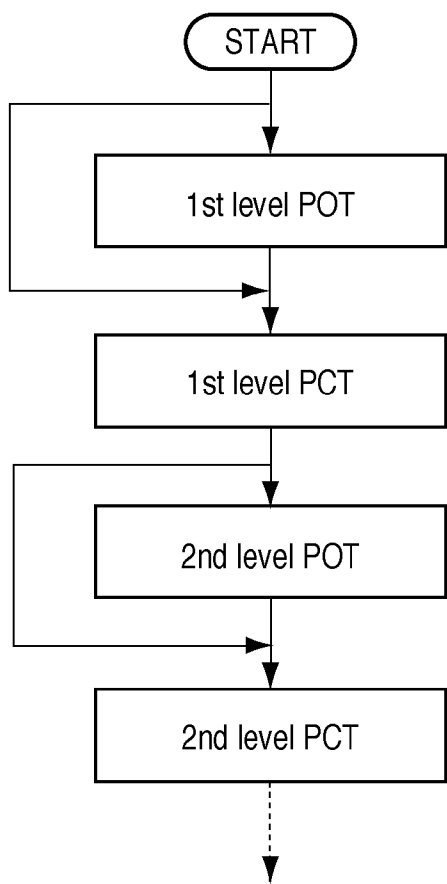 START
1st level POT
1st level PCT
2nd level POT
2nd level PCT